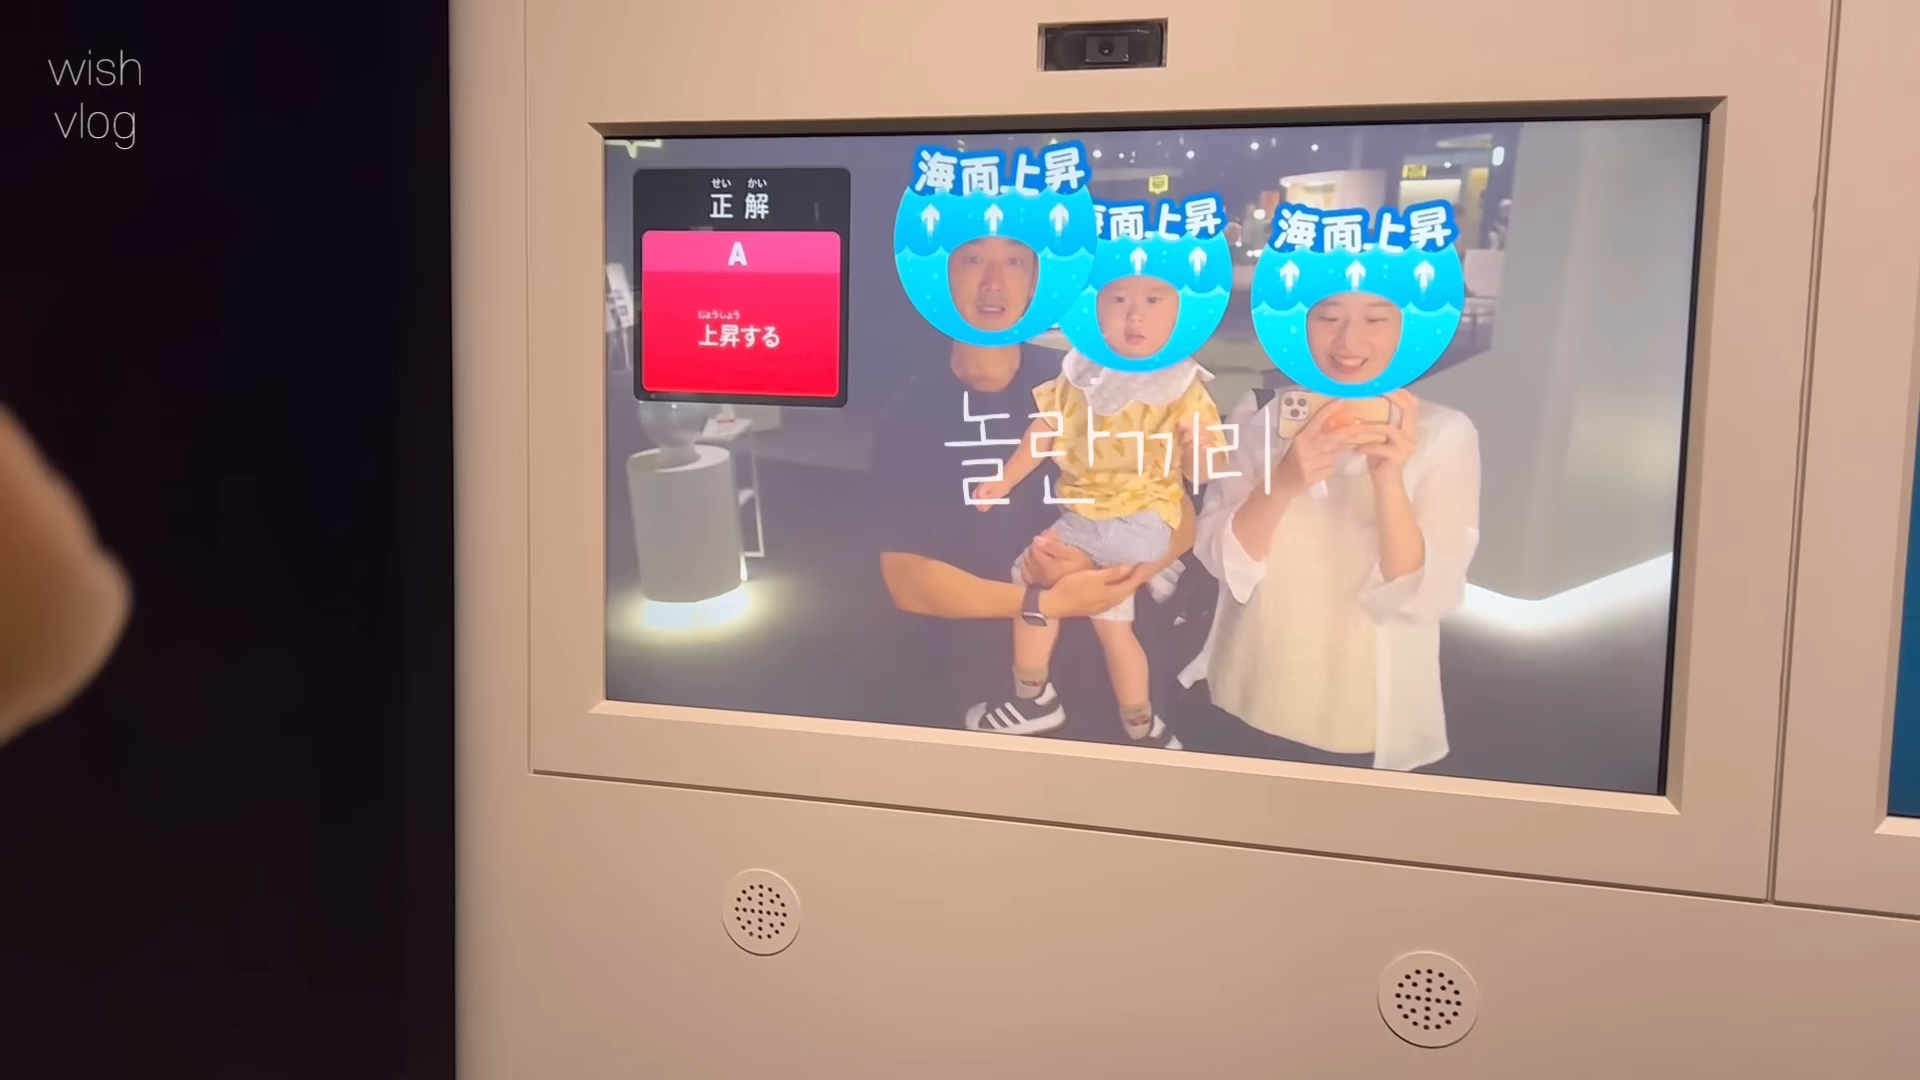 wish
vlog
せい かい
正解
A
じょうしょう
上昇する
海面上昇
海面上昇
海面上昇
놀란끼리